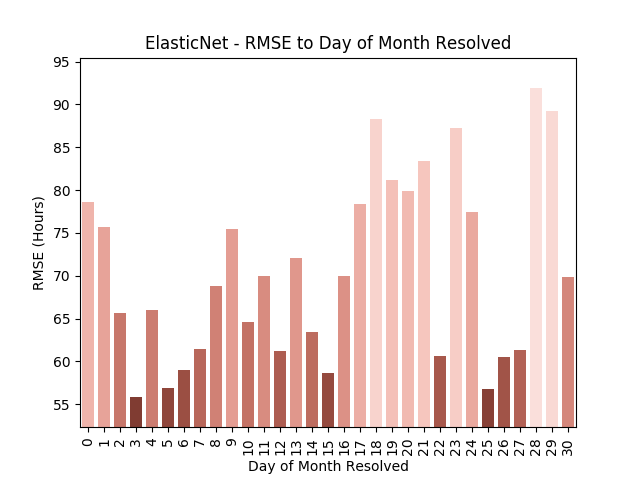 ElasticNet - RMSE to Day of Month Resolved
95
90
85
80
75
70
65
60
55
RMSE (Hours)
0 1 2 3 4 5 6 7 8 9 10 11 12 13 14 15 16 17 18 19 20 21 22 23 24 25 26 27 28 29 30
Day of Month Resolved